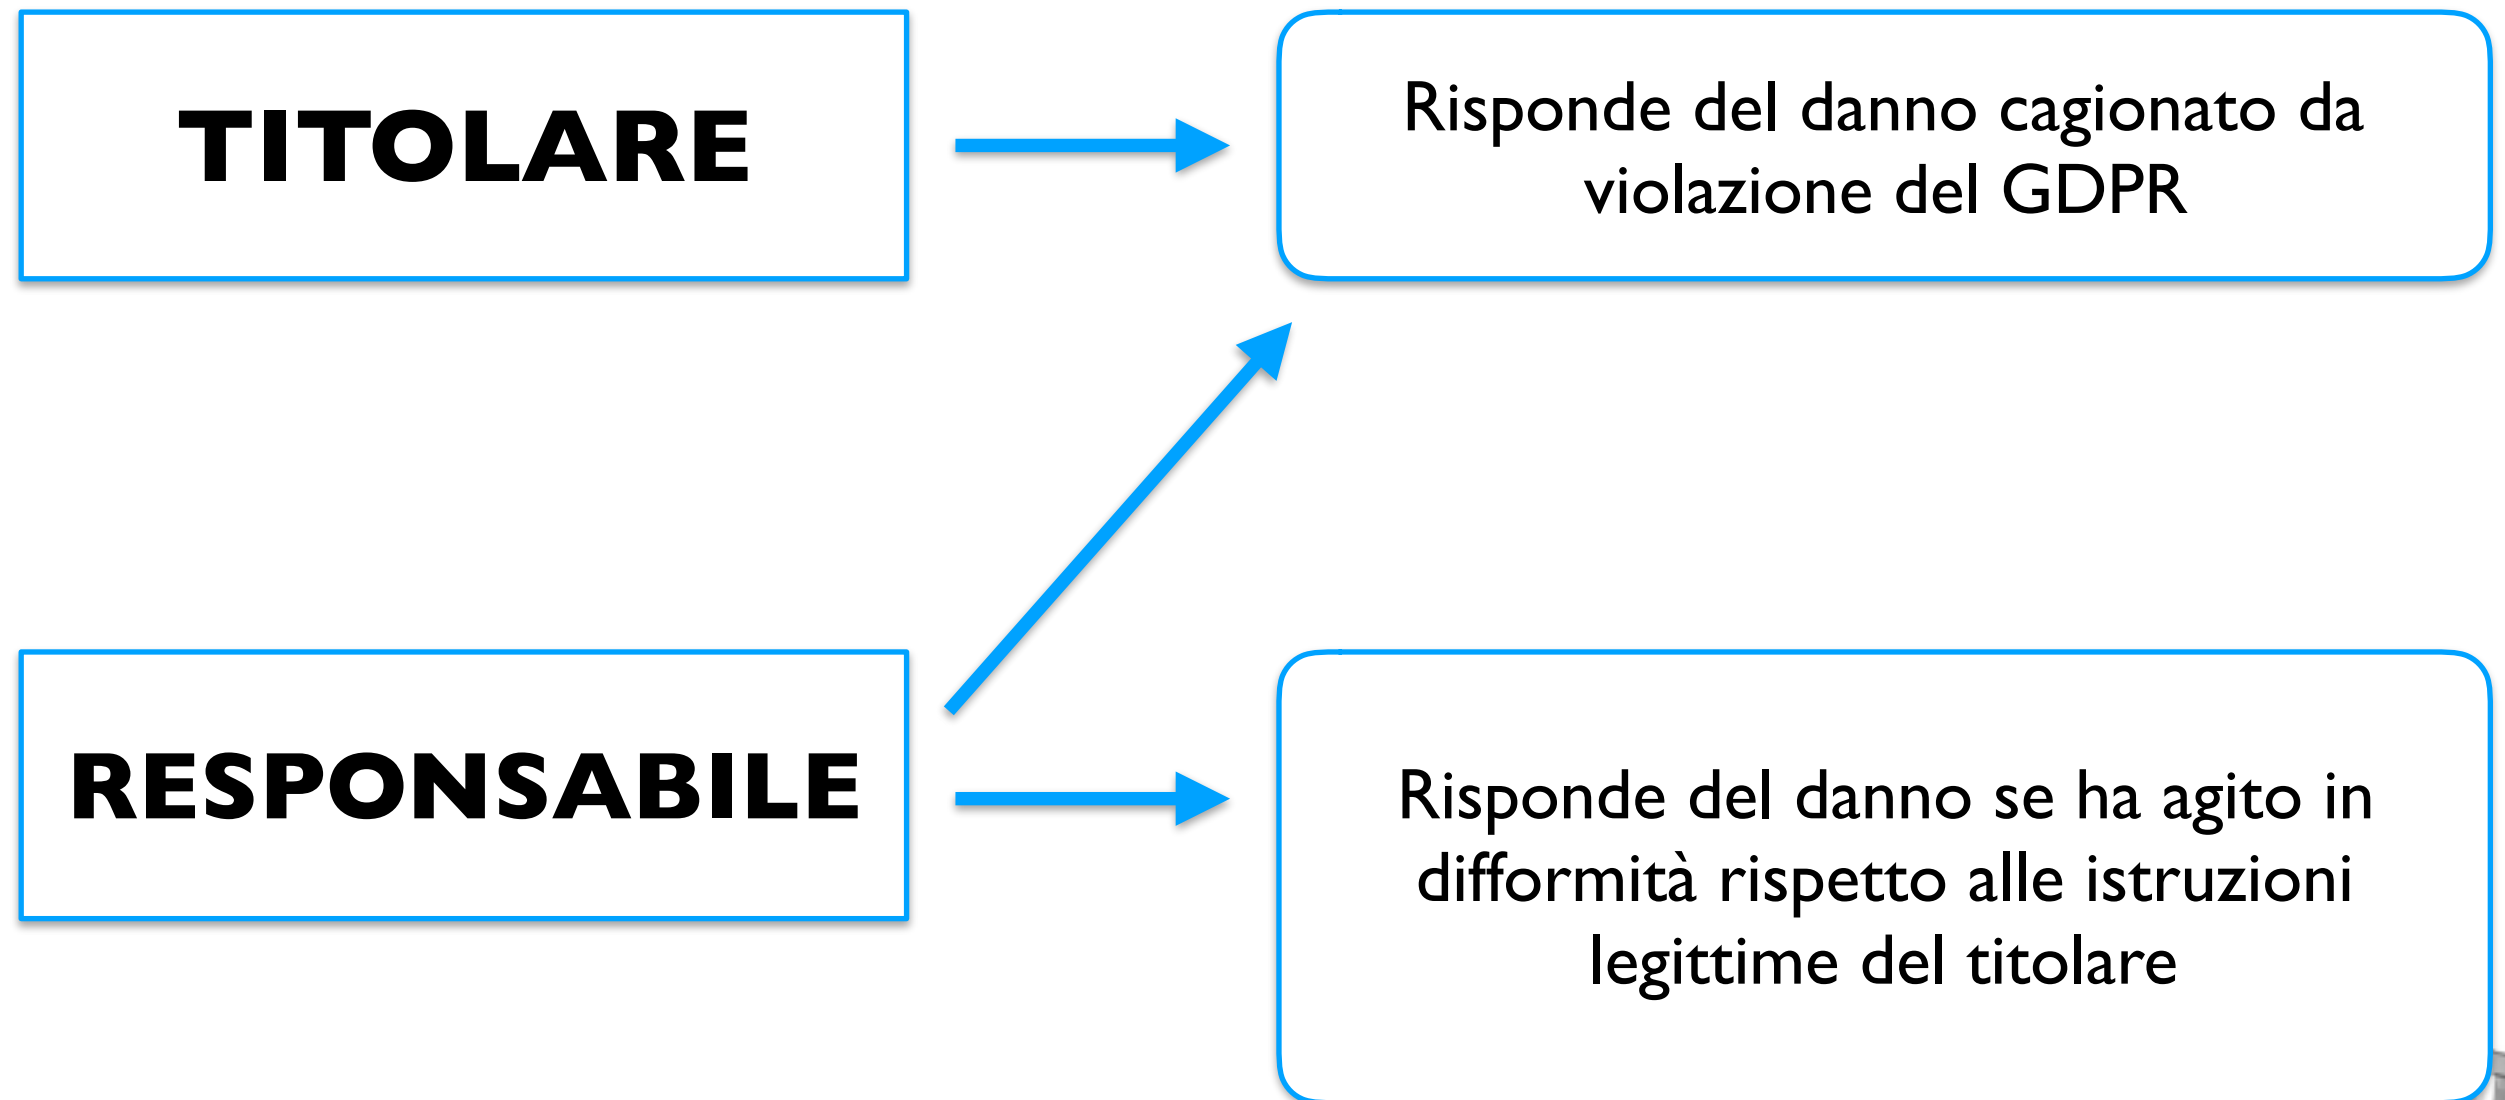 TITOLARE
Risponde del danno cagionato da
violazione del GDPR
RESPONSABILE
Risponde del danno se ha agito in
difformità rispetto alle istruzioni
legittime del titolare